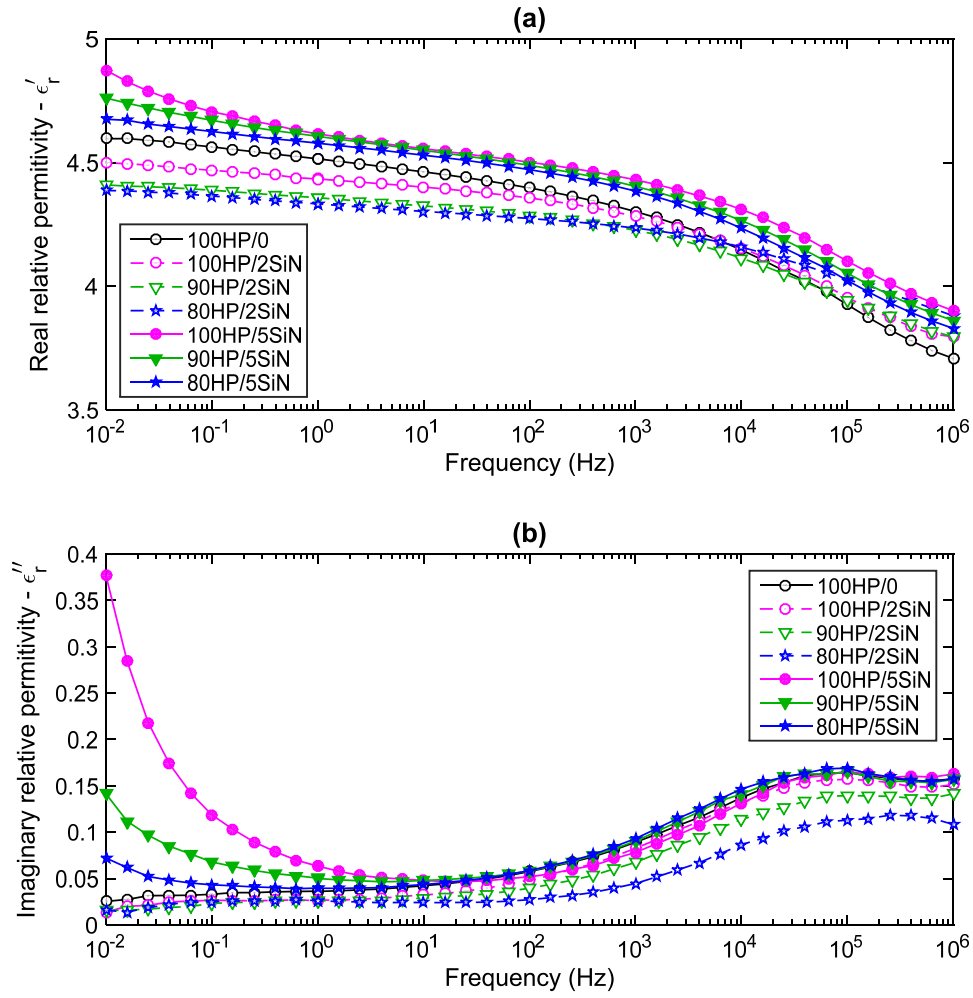 (a)
Real relative permitivity - ϵ′r
5
4.5
4
3.5
100HP/0
100HP/2SiN
90HP/2SiN
80HP/2SiN
100HP/5SiN
90HP/5SiN
80HP/5SiN
10⁻² 10⁻¹ 10⁰ 10¹ 10² 10³ 10⁴ 10⁵ 10⁶
Frequency (Hz)
(b)
Imaginary relative permitivity - ϵ″r
0.4
0.35
0.3
0.25
0.2
0.15
0.1
0.05
0
100HP/0
100HP/2SiN
90HP/2SiN
80HP/2SiN
100HP/5SiN
90HP/5SiN
80HP/5SiN
10⁻² 10⁻¹ 10⁰ 10¹ 10² 10³ 10⁴ 10⁵ 10⁶
Frequency (Hz)